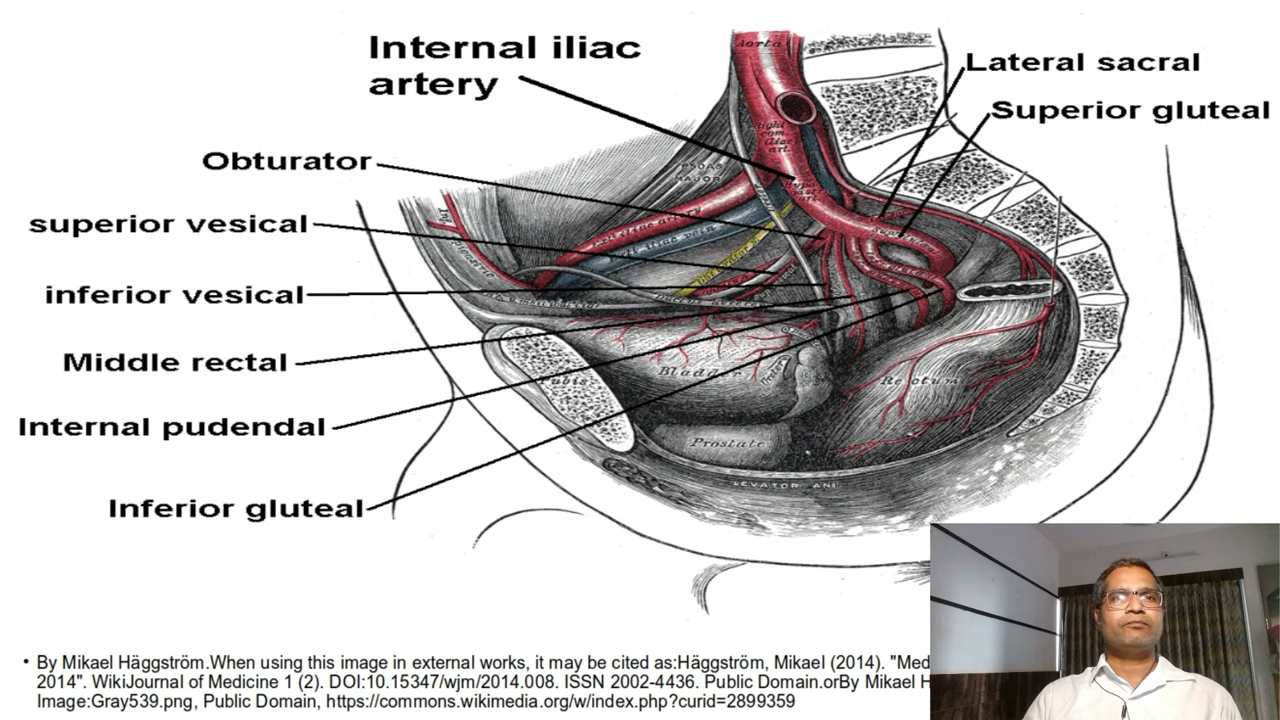 Internal iliac
artery
Lateral sacral
Superior gluteal
Obturator
superior vesical
inferior vesical
Middle rectal
Internal pudendal
Inferior gluteal
Aorta
PSOAS
MAJOR
Bladder
Pubis
Rectum
Prostate
LEVATOR ANI
• By Mikael Häggström.When using this image in external works, it may be cited as:Häggström, Mikael (2014). "Med
2014". WikiJournal of Medicine 1 (2). DOI:10.15347/wjm/2014.008. ISSN 2002-4436. Public Domain.orBy Mikael H
Image:Gray539.png, Public Domain, https://commons.wikimedia.org/w/index.php?curid=2899359